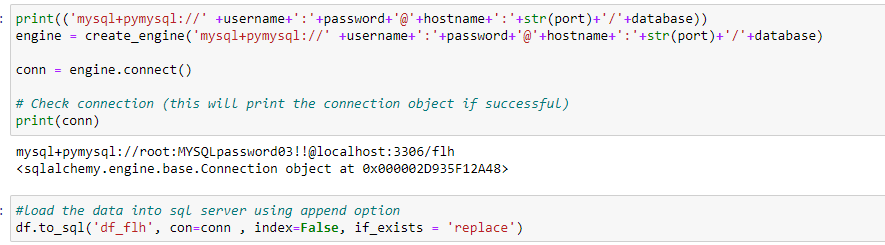 print(('mysql+pymysql://' +username+':'+password+'@'+hostname+':'+str(port)+'/'+database))
engine = create_engine('mysql+pymysql://' +username+':'+password+'@'+hostname+':'+str(port)+'/'+database)
conn = engine.connect()
# Check connection (this will print the connection object if successful)
print(conn)
mysql+pymysql://root:MYSQLpassword03!!@localhost:3306/flh
<sqlalchemy.engine.base.Connection object at 0x000002D935F12A48>
#load the data into sql server using append option
df.to_sql('df_flh', con=conn , index=False, if_exists = 'replace')